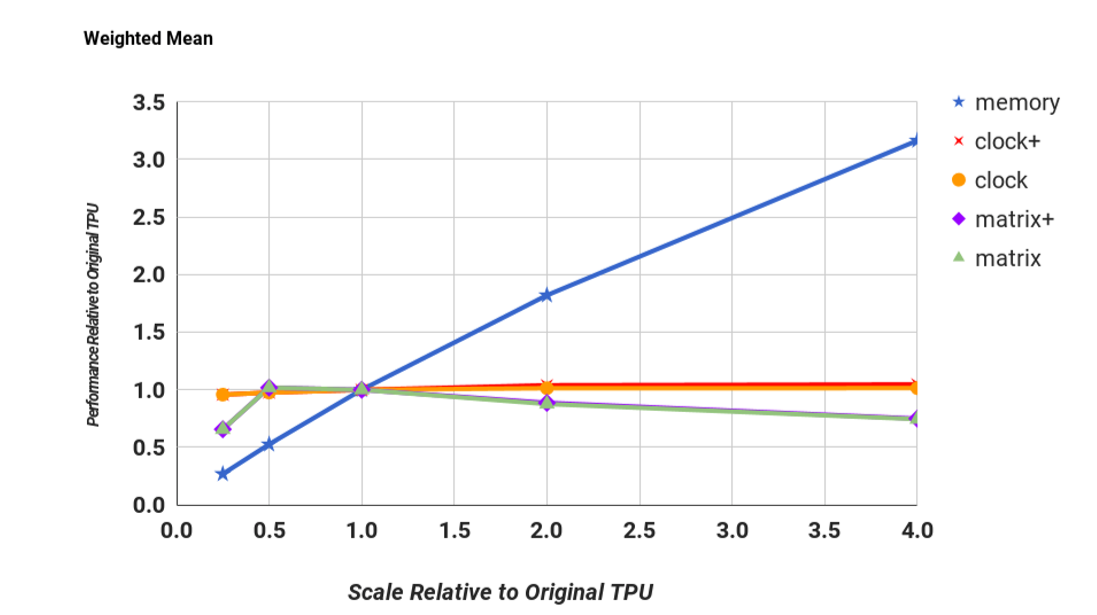 Weighted Mean
Performance Relative to Original TPU
3.5
3.0
2.5
2.0
1.5
1.0
0.5
0.0
0.0 0.5 1.0 1.5 2.0 2.5 3.0 3.5 4.0
Scale Relative to Original TPU
memory
clock+
clock
matrix+
matrix